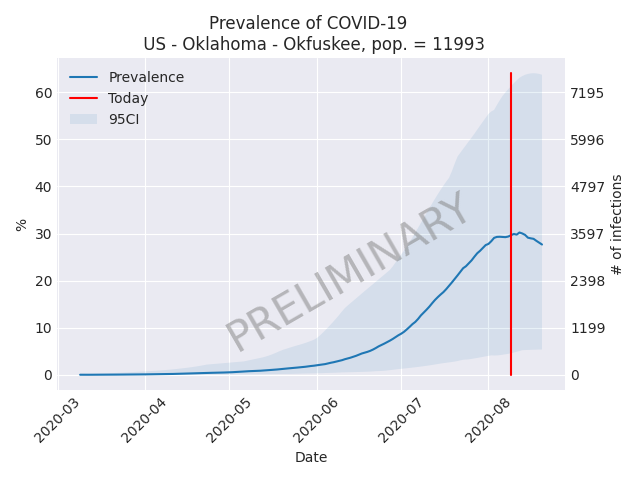 Prevalence of COVID-19
US - Oklahoma - Okfuskee, pop. = 11993
Prevalence
Today
95CI
60
50
40
30
20
10
0
%
7195
5996
4797
3597
2398
1199
0
# of infections
PRELIMINARY
2020-03
2020-04
2020-05
2020-06
2020-07
2020-08
Date